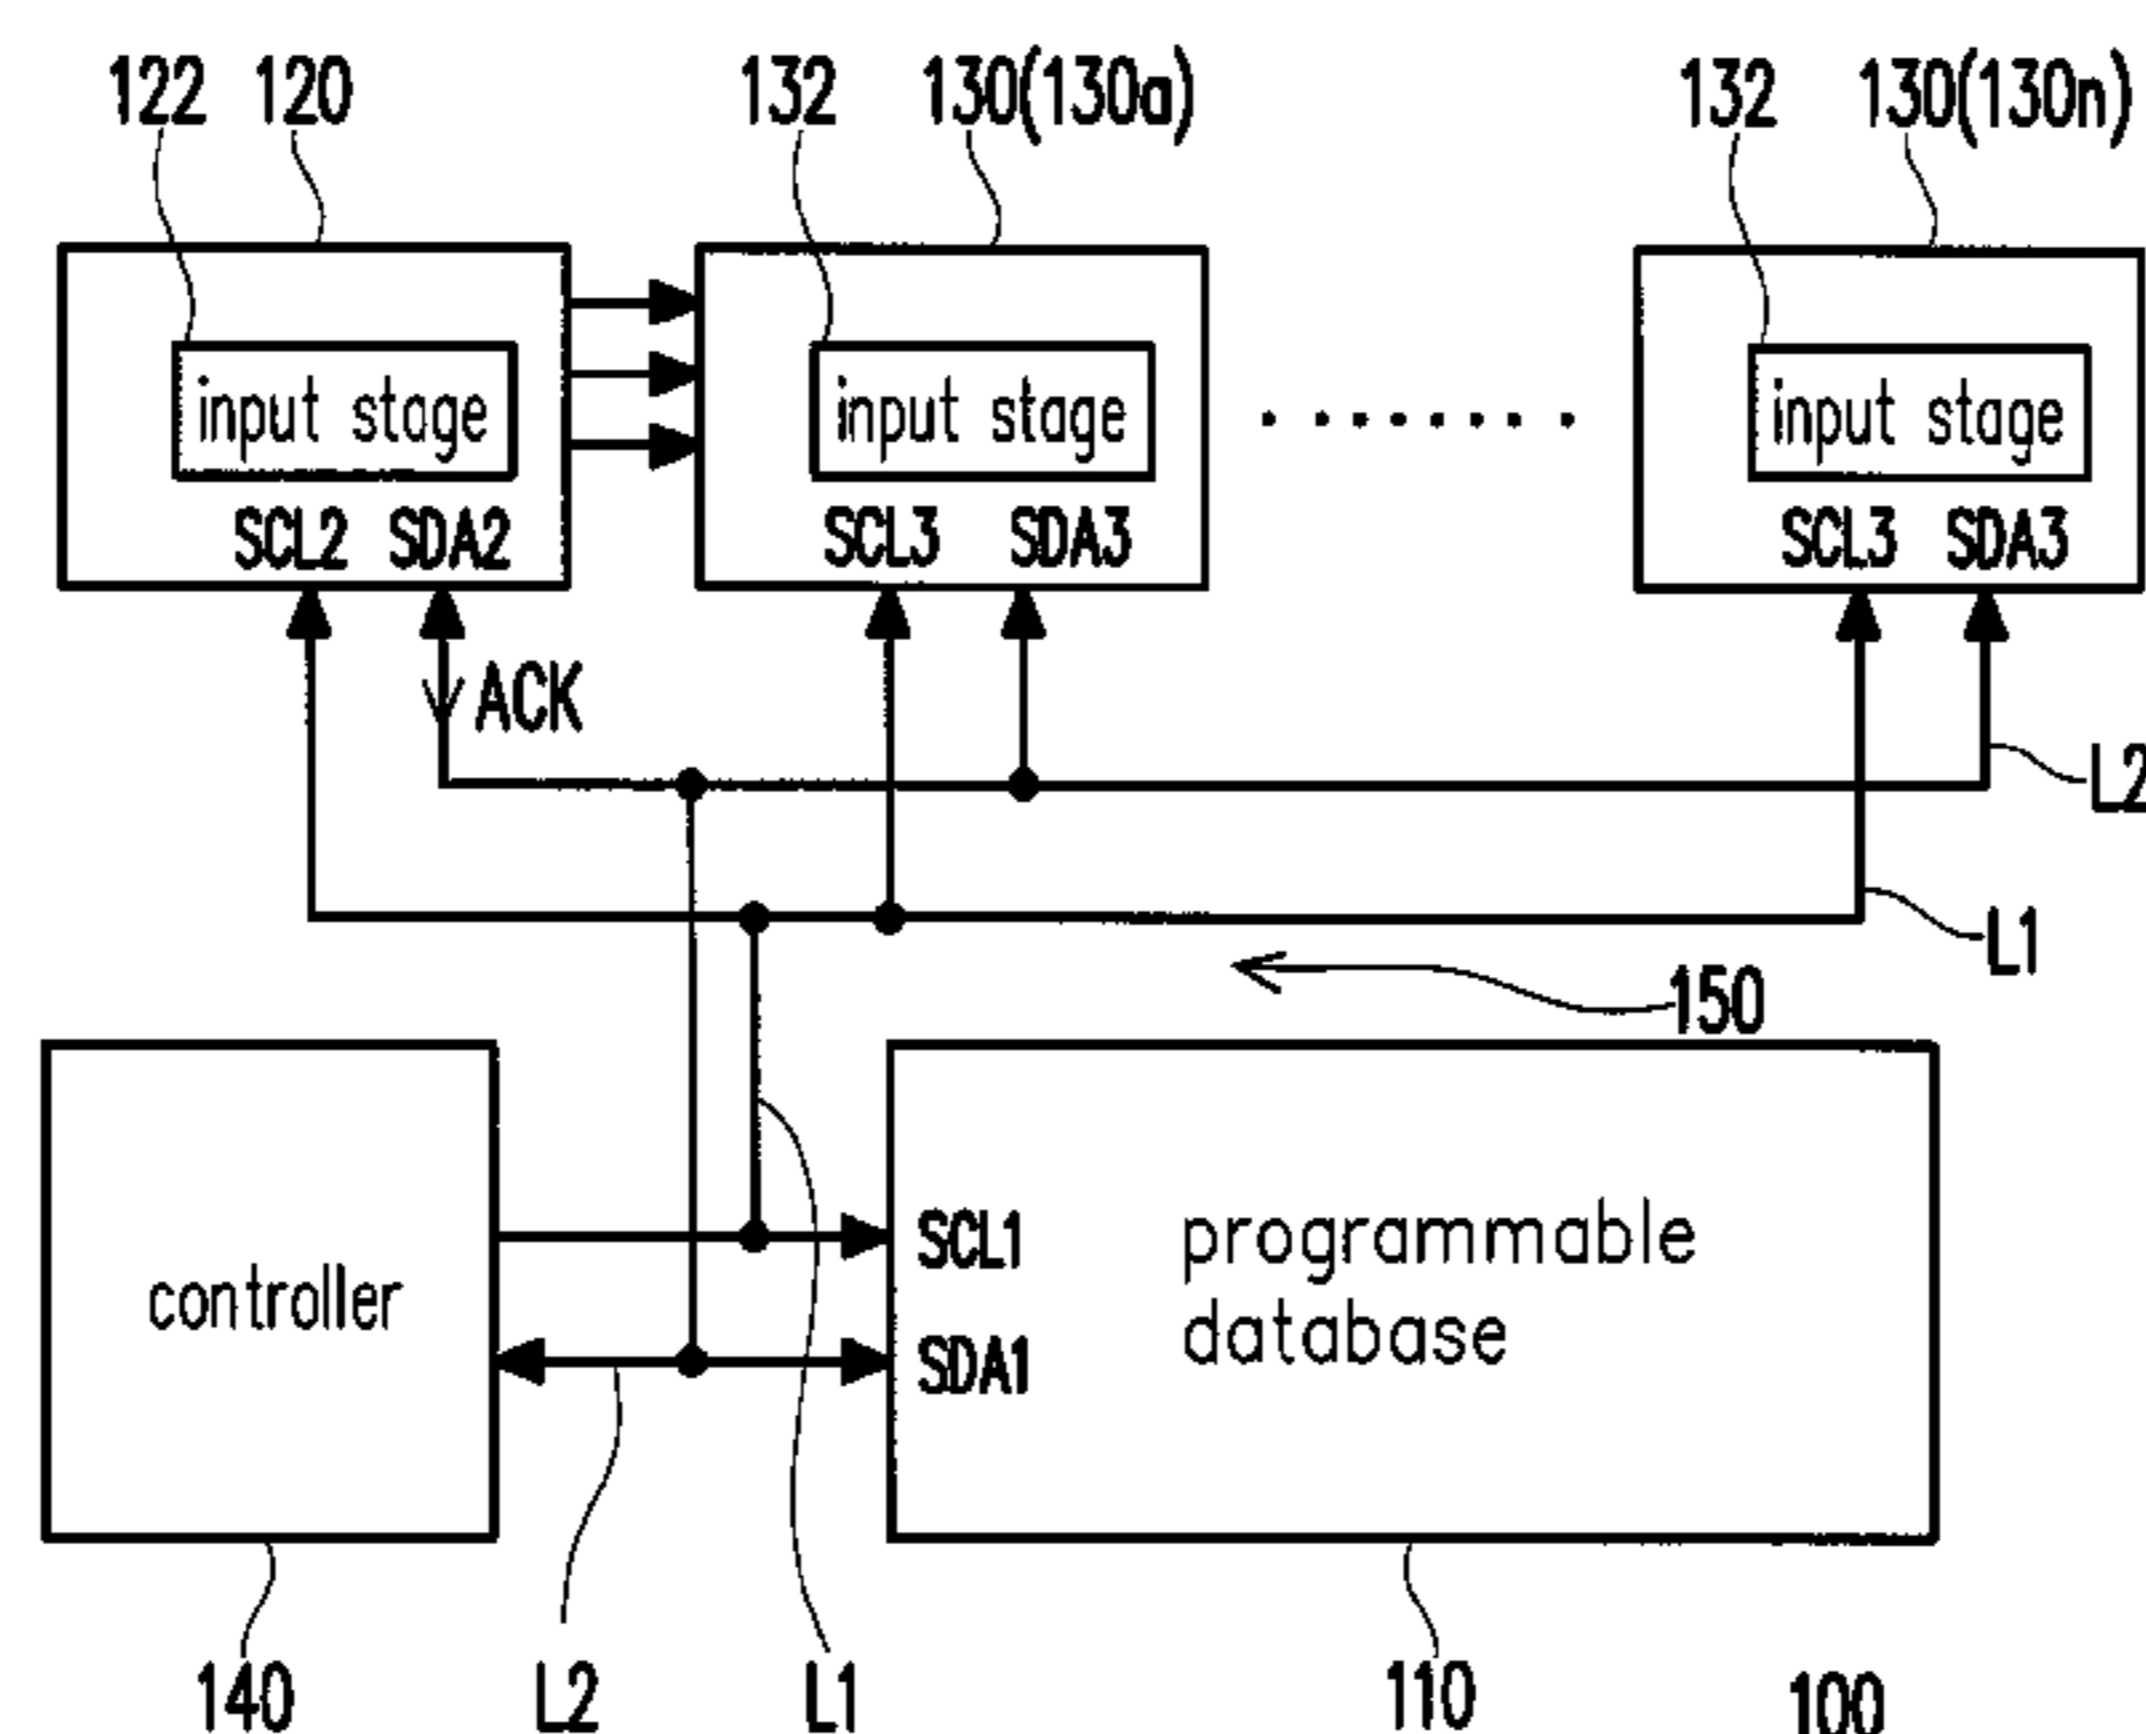 122 120 132 130(130a) 132 130(130n)
input stage input stage input stage
SCL2 SDA2 SCL3 SDA3 SCL3 SDA3
ACK
L2
L1
150
SCL1 programmable
controller
SDA1 database
140 L2 L1 110 100